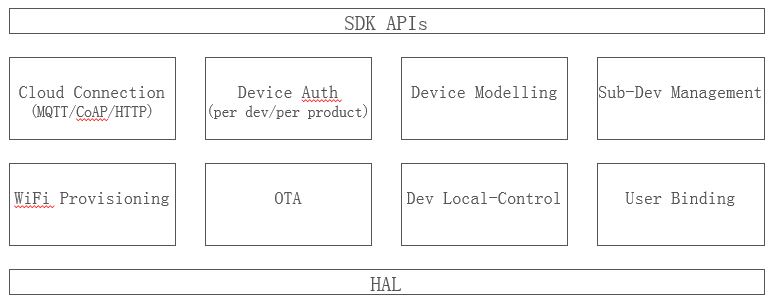 SDK APIs
Cloud Connection
(MQTT/CoAP/HTTP)
Device Auth
(per dev/per product)
Device Modelling
Sub-Dev Management
WiFi Provisioning
OTA
Dev Local-Control
User Binding
HAL